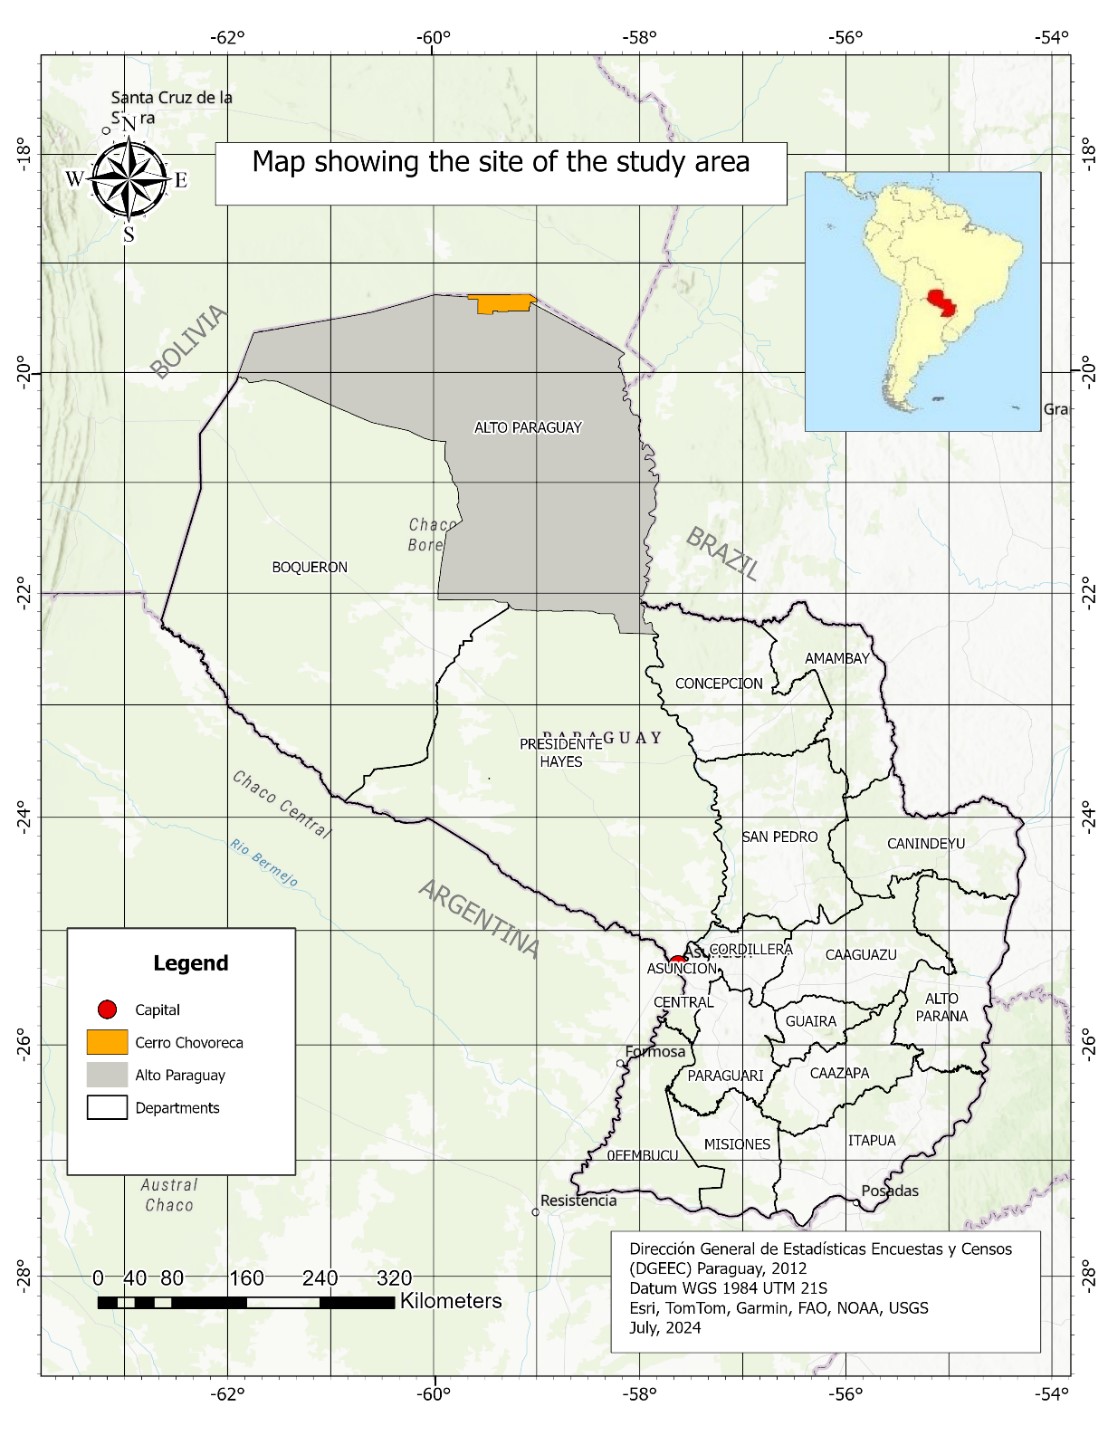 -62°
-60°
-58°
-56°
-54°
Santa Cruz de la
S rra
N
W
E
S
Map showing the site of the study area
-18°
-18°
BOLIVIA
-20°
-20°
Gra
ALTO PARAGUAY
Chaco
Bore
BRAZIL
BOQUERON
-22°
-22°
AMAMBAY
CONCEPCION
PARAGUAY
PRESIDENTE
HAYES
Chaco Central
-24°
-24°
SAN PEDRO
CANINDEYU
Rio Bermejo
ARGENTINA
CORDILLERA
CAAGUAZU
ASUNCION
Legend
Capital
Cerro Chovoreca
Alto Paraguay
Departments
CENTRAL
ALTO
PARANA
GUAIRA
-26°
-26°
Formosa
PARAGUARI
CAAZAPA
MISIONES
ITAPUA
0EEMBUCU
Austral
Chaco
Resistencia
Posadas
Dirección General de Estadísticas Encuestas y Censos
(DGEEC) Paraguay, 2012
Datum WGS 1984 UTM 21S
Esri, TomTom, Garmin, FAO, NOAA, USGS
July, 2024
-28°
-28°
0 40 80 160 240 320
Kilometers
-62°
-60°
-58°
-56°
-54°